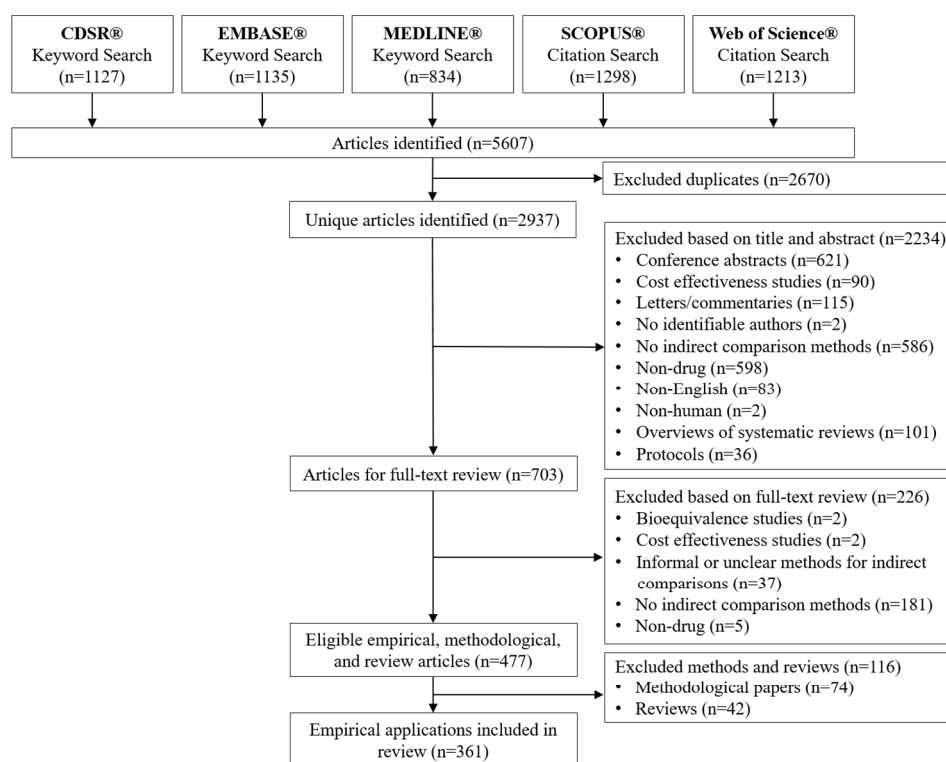 CDSR®
Keyword Search
(n=1127)
EMBASE®
Keyword Search
(n=1135)
MEDLINE®
Keyword Search
(n=834)
SCOPUS®
Citation Search
(n=1298)
Web of Science®
Citation Search
(n=1213)
Articles identified (n=5607)
Excluded duplicates (n=2670)
Unique articles identified (n=2937)
Excluded based on title and abstract (n=2234)
• Conference abstracts (n=621)
• Cost effectiveness studies (n=90)
• Letters/commentaries (n=115)
• No identifiable authors (n=2)
• No indirect comparison methods (n=586)
• Non-drug (n=598)
• Non-English (n=83)
• Non-human (n=2)
• Overviews of systematic reviews (n=101)
• Protocols (n=36)
Articles for full-text review (n=703)
Excluded based on full-text review (n=226)
• Bioequivalence studies (n=2)
• Cost effectiveness studies (n=2)
• Informal or unclear methods for indirect
comparisons (n=37)
• No indirect comparison methods (n=181)
• Non-drug (n=5)
Eligible empirical, methodological,
and review articles (n=477)
Excluded methods and reviews (n=116)
• Methodological papers (n=74)
• Reviews (n=42)
Empirical applications included in
review (n=361)